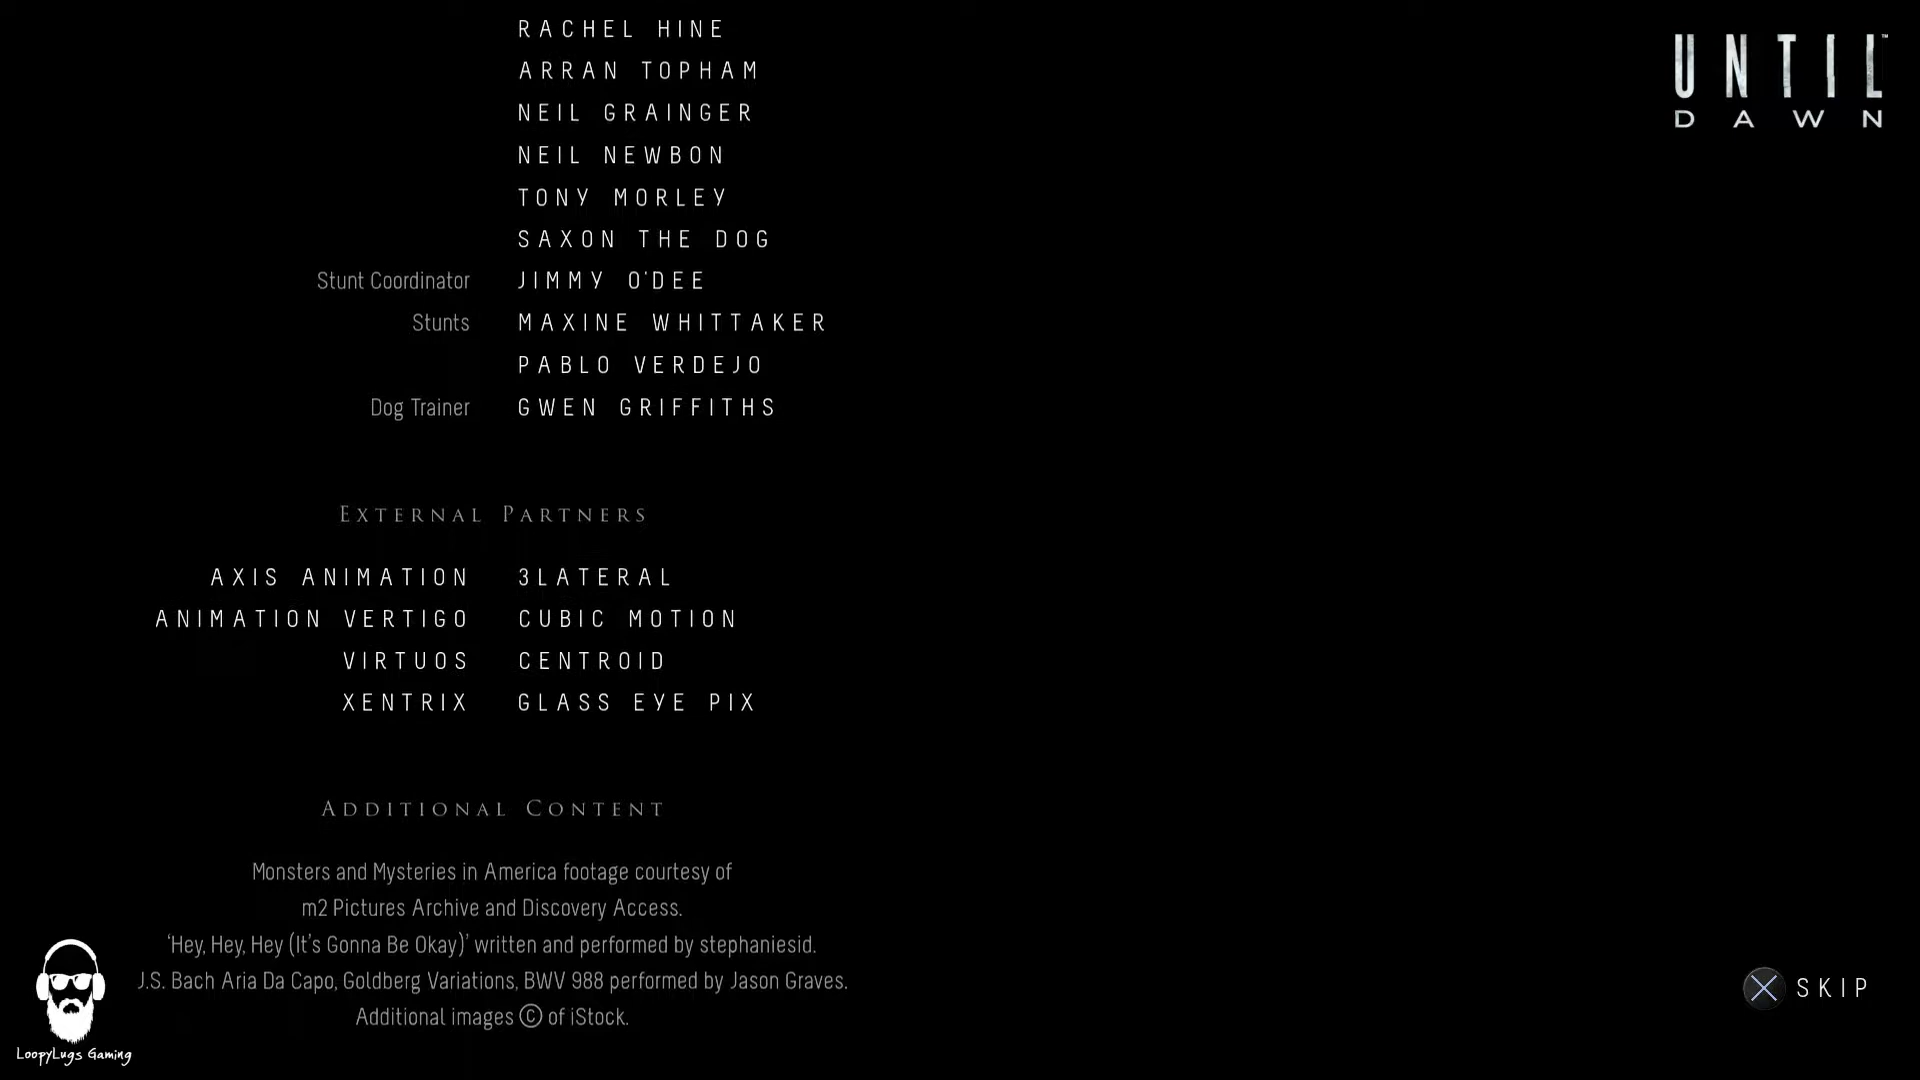 RACHEL HINE
ARRAN TOPHAM
NEIL GRAINGER
NEIL NEWBON
TONY MORLEY
SAXON THE DOG
Stunt Coordinator JIMMY O'DEE
Stunts MAXINE WHITTAKER
PABLO VERDEJO
Dog Trainer GWEN GRIFFITHS
EXTERNAL PARTNERS
AXIS ANIMATION 3LATERAL
ANIMATION VERTIGO CUBIC MOTION
VIRTUOS CENTROID
XENTRIX GLASS EYE PIX
ADDITIONAL CONTENT
Monsters and Mysteries in America footage courtesy of
m2 Pictures Archive and Discovery Access.
‘Hey, Hey, Hey (It's Gonna Be Okay)’ written and performed by stephaniesid.
J.S. Bach Aria Da Capo, Goldberg Variations, BWV 988 performed by Jason Graves.
Additional images © of iStock.
UNTIL™
DAWN
SKIP
LoopyLugs Gaming